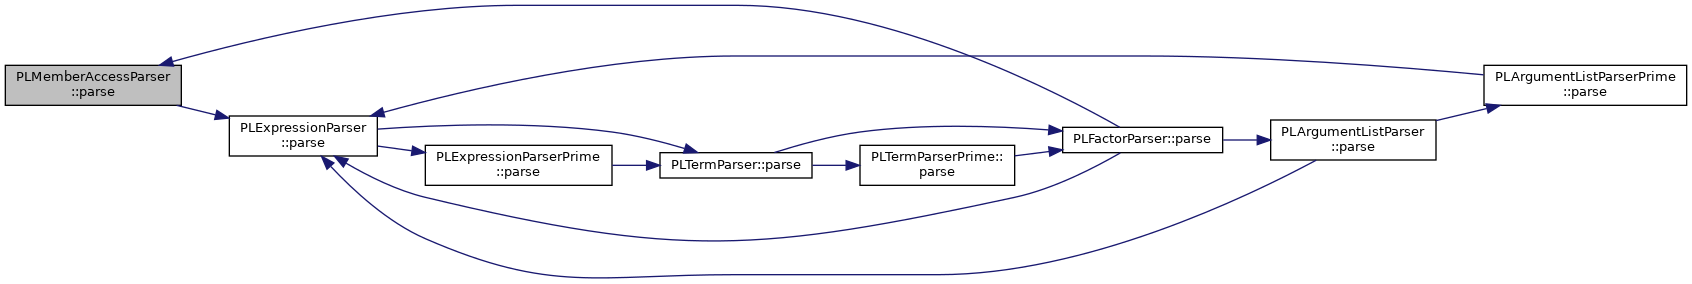 PLMemberAccessParser
::parse
PLExpressionParser
::parse
PLExpressionParserPrime
::parse
PLTermParser::parse
PLTermParserPrime::
parse
PLFactorParser::parse
PLArgumentListParser
::parse
PLArgumentListParserPrime
::parse